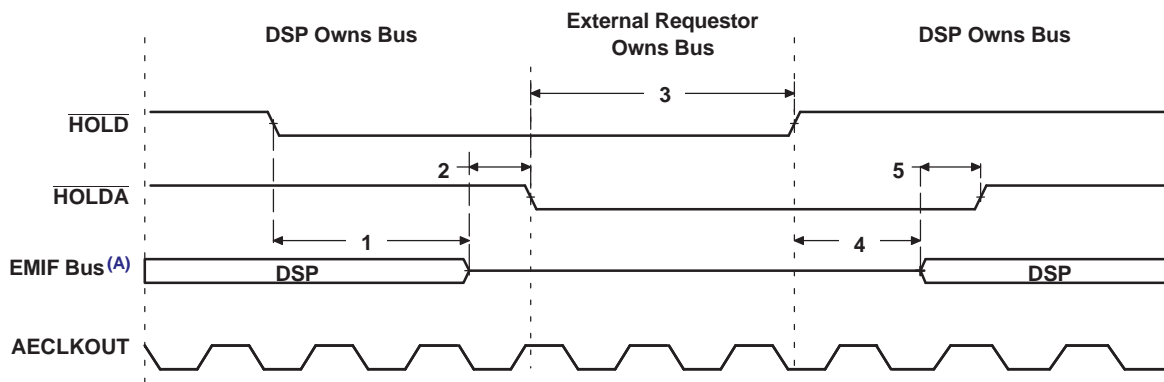 DSP Owns Bus
External Requestor
Owns Bus
DSP Owns Bus
HOLD
3
2
5
HOLDA
1
4
EMIF Bus (A)
DSP
DSP
AECLKOUT